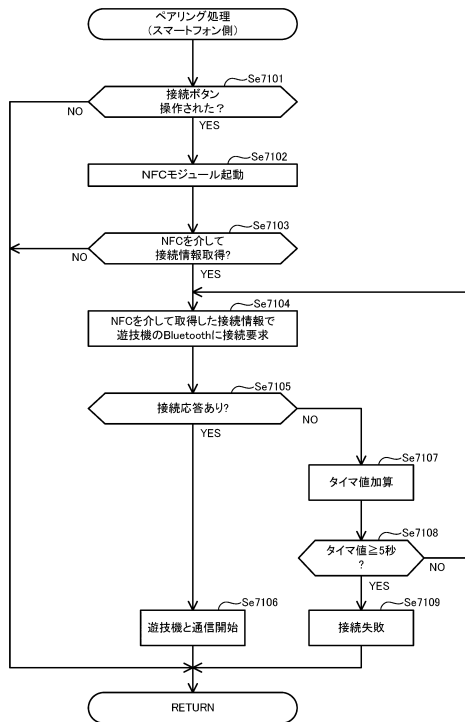 ペアリング処理
(スマートフォン側)
Se7101
接続ボタン
操作された?
NO
YES
Se7102
NFCモジュール起動
Se7103
NFCを介して
接続情報取得?
NO
YES
Se7104
NFCを介して取得した接続情報で
遊技機のBluetoothに接続要求
Se7105
接続応答あり?
NO
YES
Se7107
タイマ値加算
Se7108
タイマ値≧5秒
?
NO
YES
Se7106
遊技機と通信開始
Se7109
接続失敗
RETURN